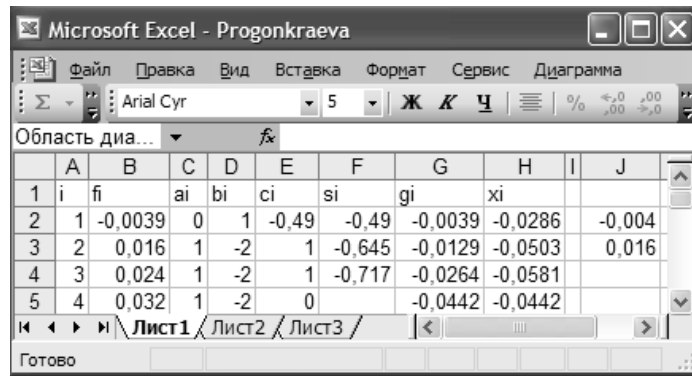 Microsoft Excel - Progonkraeva
Файл Правка Вид Вставка Формат Сервис Диаграмма
Σ Arial Cyr 5 Ж К Ч % ←,0 ,00 ,00 →,0
Область диа... fx
A B C D E F G H I J
1 i fi ai bi ci si gi xi
2 1 -0,0039 0 1 -0,49 -0,49 -0,0039 -0,0286 -0,004
3 2 0,016 1 -2 1 -0,645 -0,0129 -0,0503 0,016
4 3 0,024 1 -2 1 -0,717 -0,0264 -0,0581
5 4 0,032 1 -2 0 -0,0442 -0,0442
Лист1 Лист2 Лист3
Готово